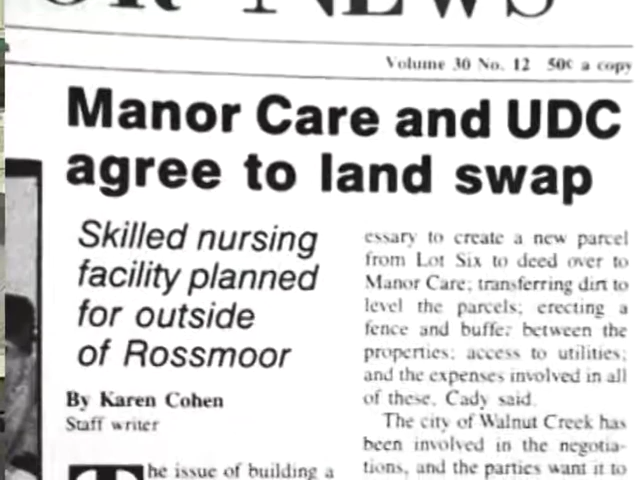 NEWS
Volume 30 No. 12 50¢ a copy
Manor Care and UDC
agree to land swap
Skilled nursing
facility planned
for outside
of Rossmoor
By Karen Cohen
Staff writer
The issue of building a
essary to create a new parcel
from Lot Six to deed over to
Manor Care; transferring dirt to
level the parcels; erecting a
fence and buffer between the
properties; access to utilities;
and the expenses involved in all
of these, Cady said.
The city of Walnut Creek has
been involved in the negotia-
tions, and the parties want it to